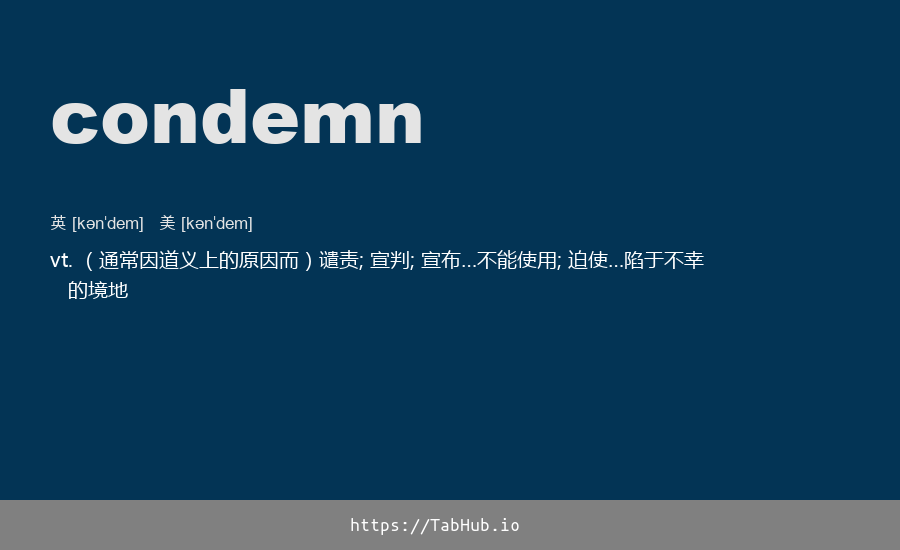 condemn
英 [kən'dem] 美 [kən'dem]
vt. （通常因道义上的原因而）谴责; 宣判; 宣布...不能使用; 迫使...陷于不幸
的境地
https://TabHub.io